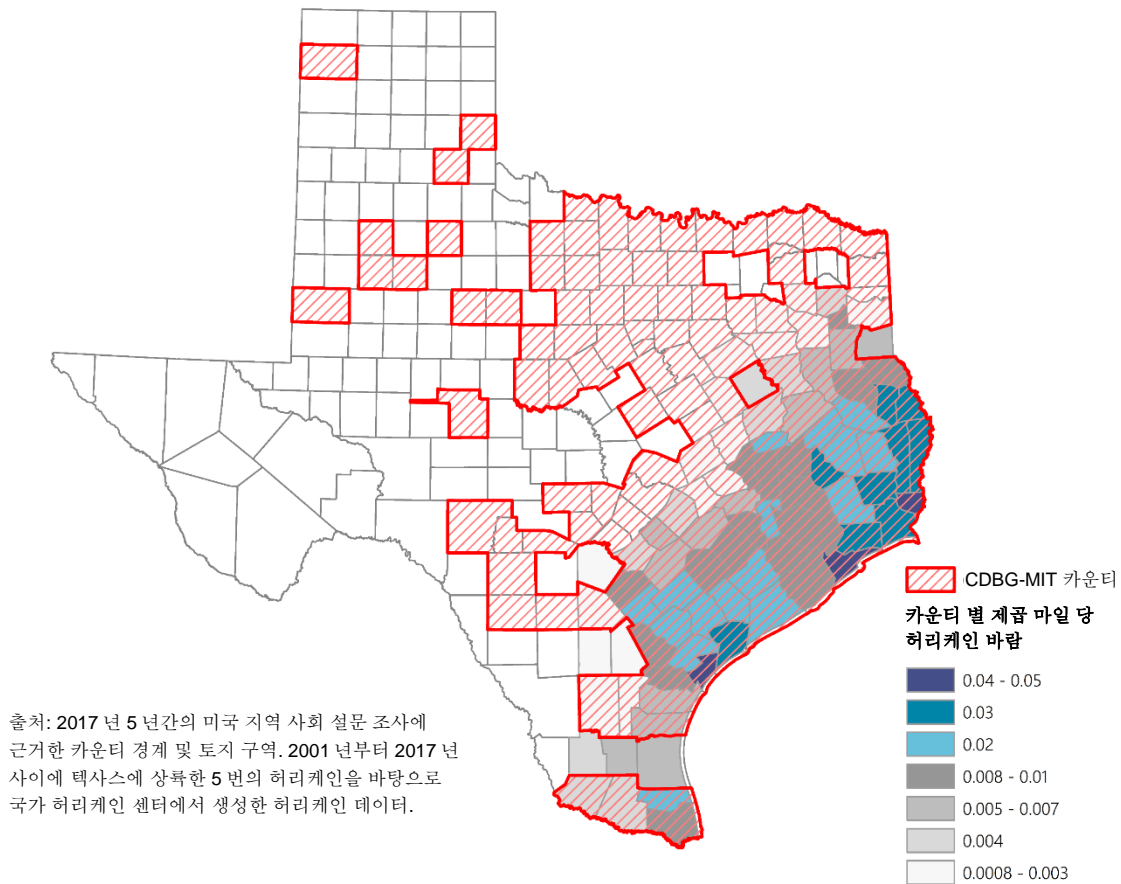 CDBG-MIT 카운티
카운티 별 제곱 마일 당
허리케인 바람
0.04 - 0.05
0.03
0.02
0.008 - 0.01
0.005 - 0.007
0.004
0.0008 - 0.003
출처: 2017 년 5 년간의 미국 지역 사회 설문 조사에
근거한 카운티 경계 및 토지 구역. 2001 년부터 2017 년
사이에 텍사스에 상륙한 5 번의 허리케인을 바탕으로
국가 허리케인 센터에서 생성한 허리케인 데이터.